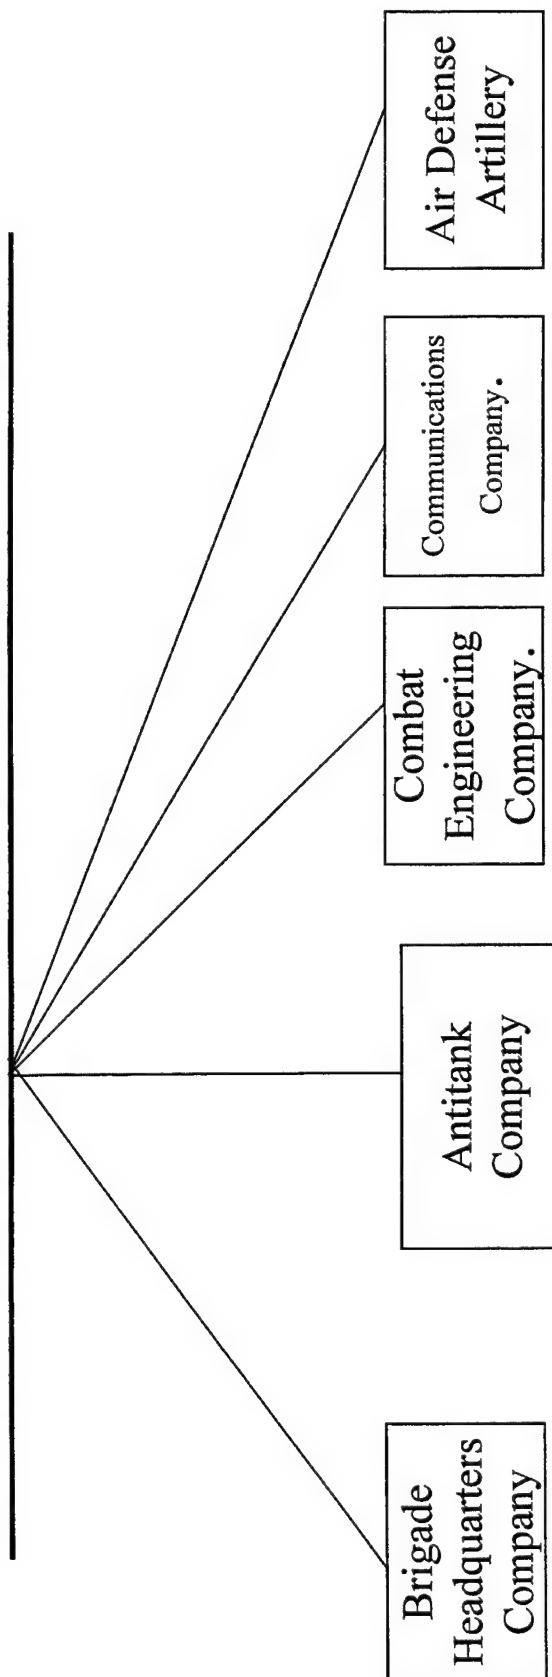 Brigade
Headquarters
Company
Antitank
Company
Combat
Engineering
Company.
Communications
Company.
Air Defense
Artillery